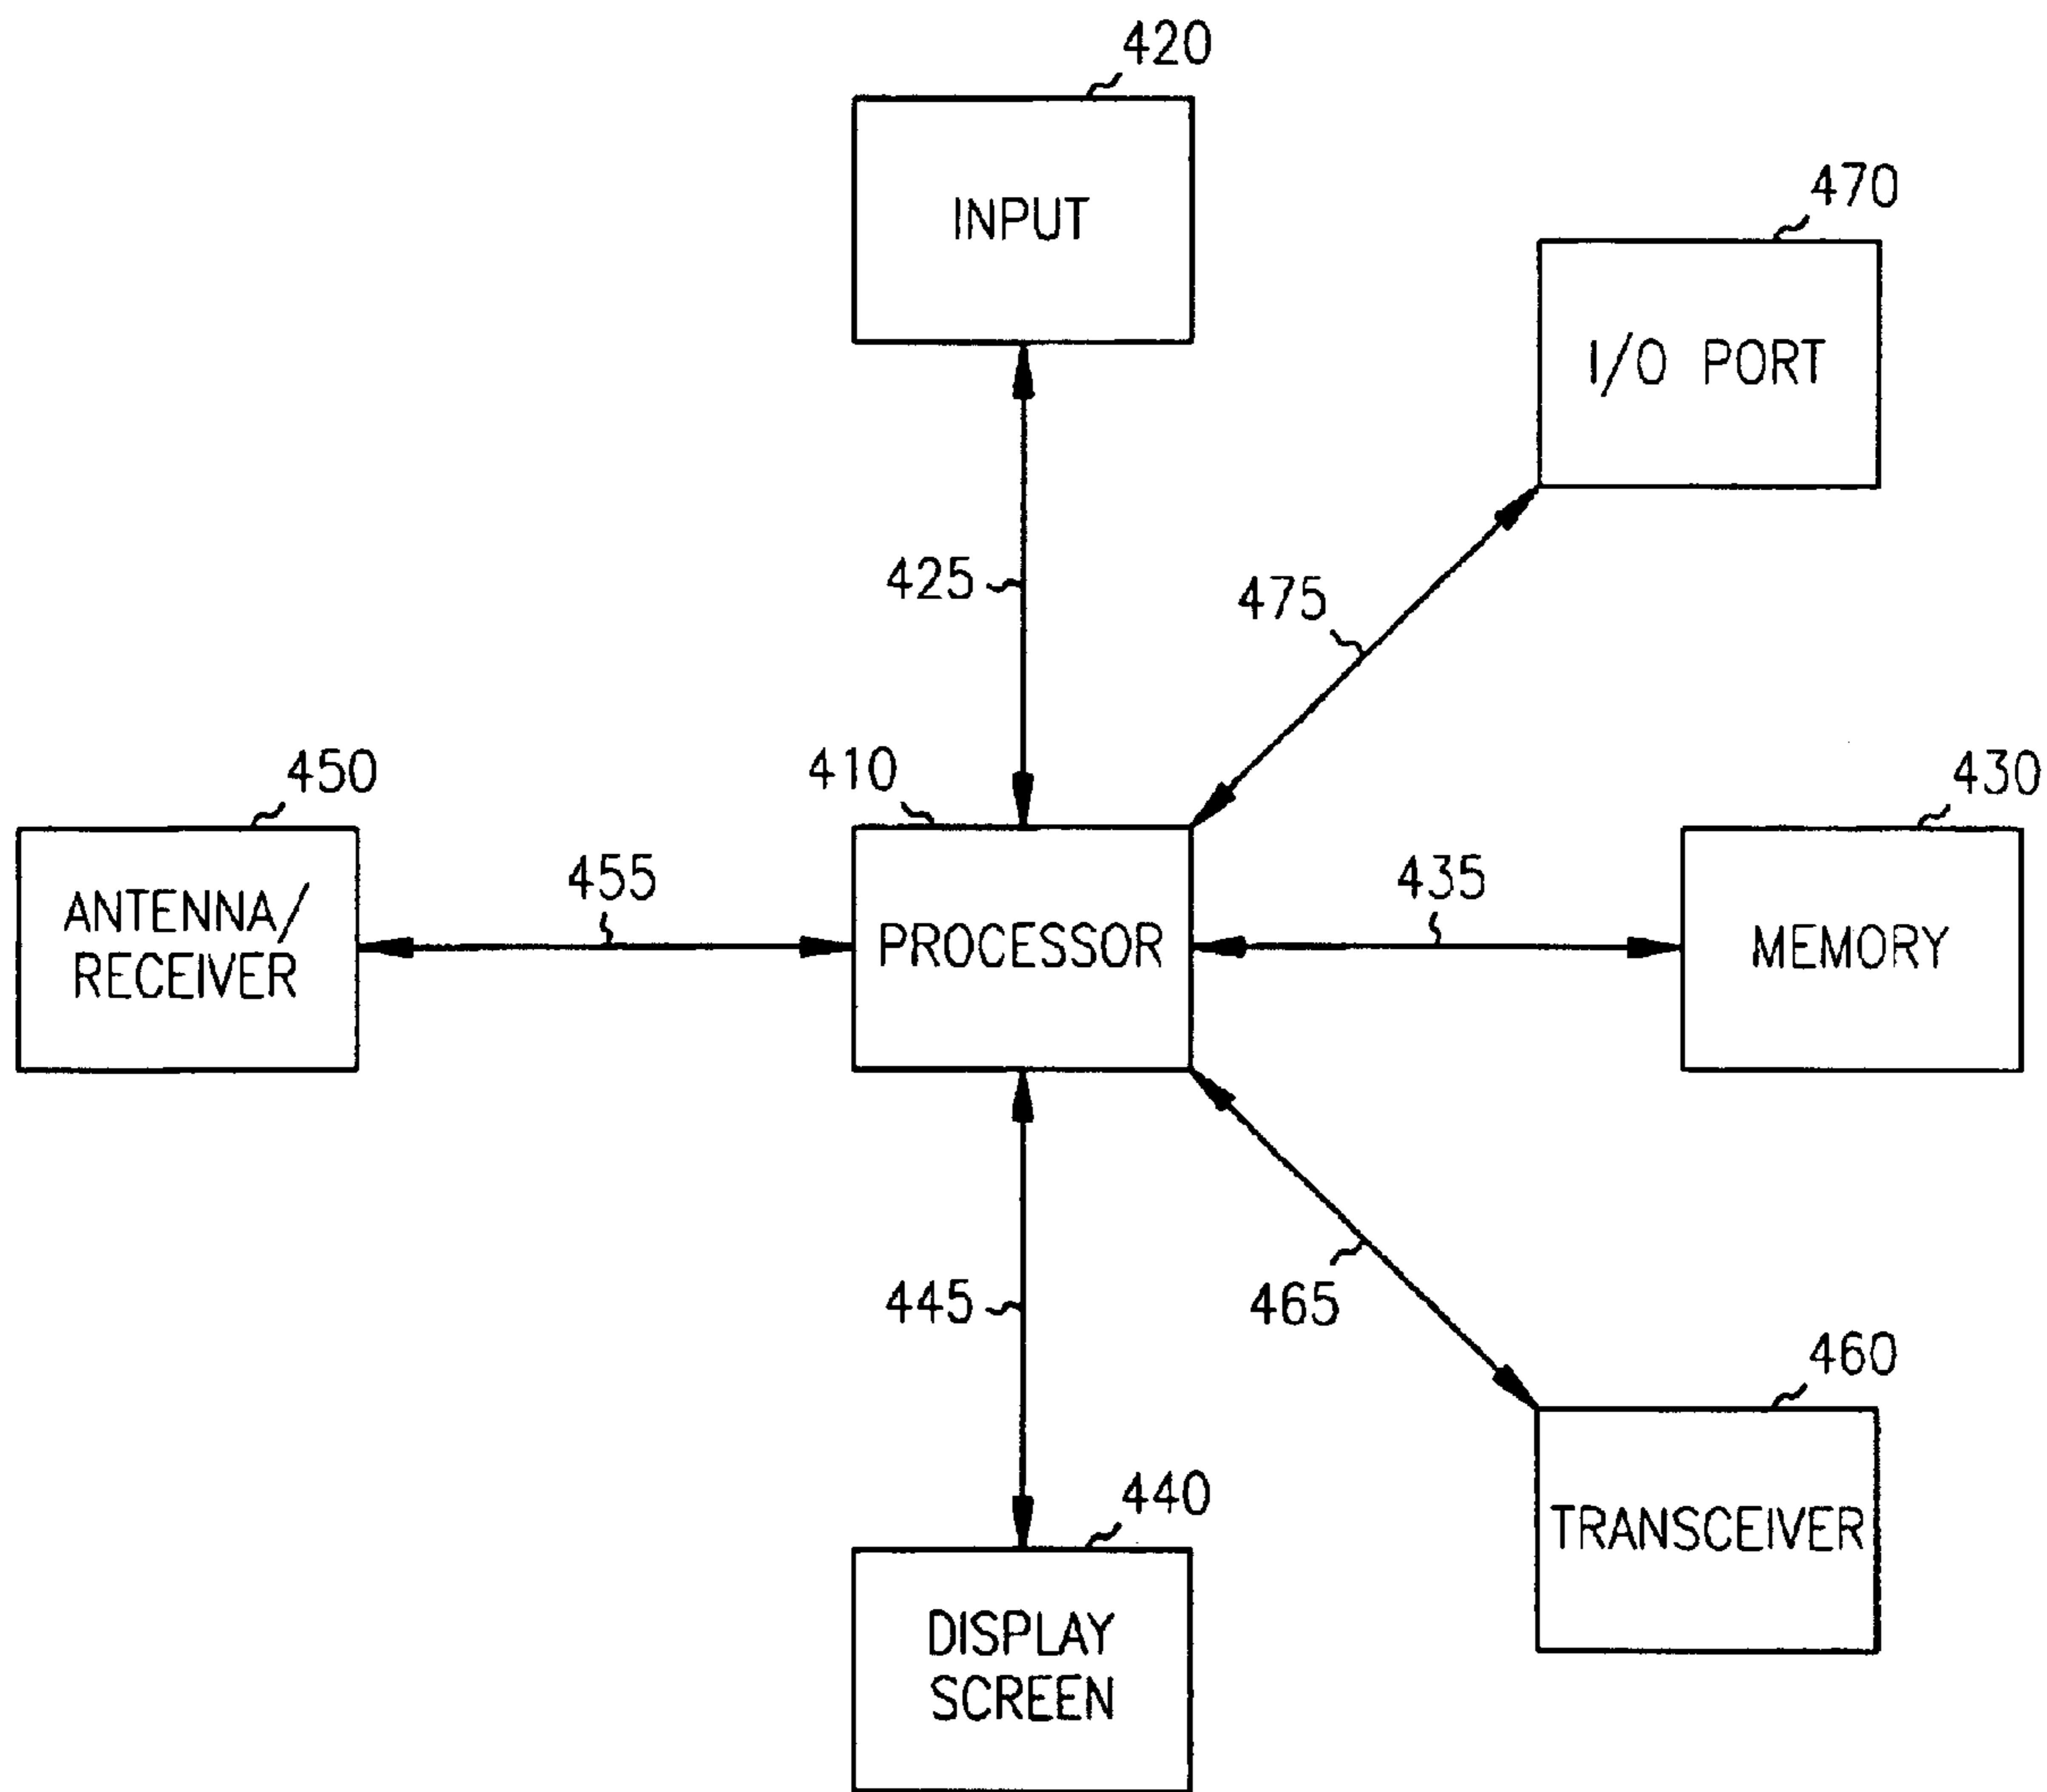 420
INPUT
470
I/O PORT
425
475
450
410
430
ANTENNA/
RECEIVER
455
PROCESSOR
435
MEMORY
445
465
460
440
TRANSCEIVER
DISPLAY
SCREEN